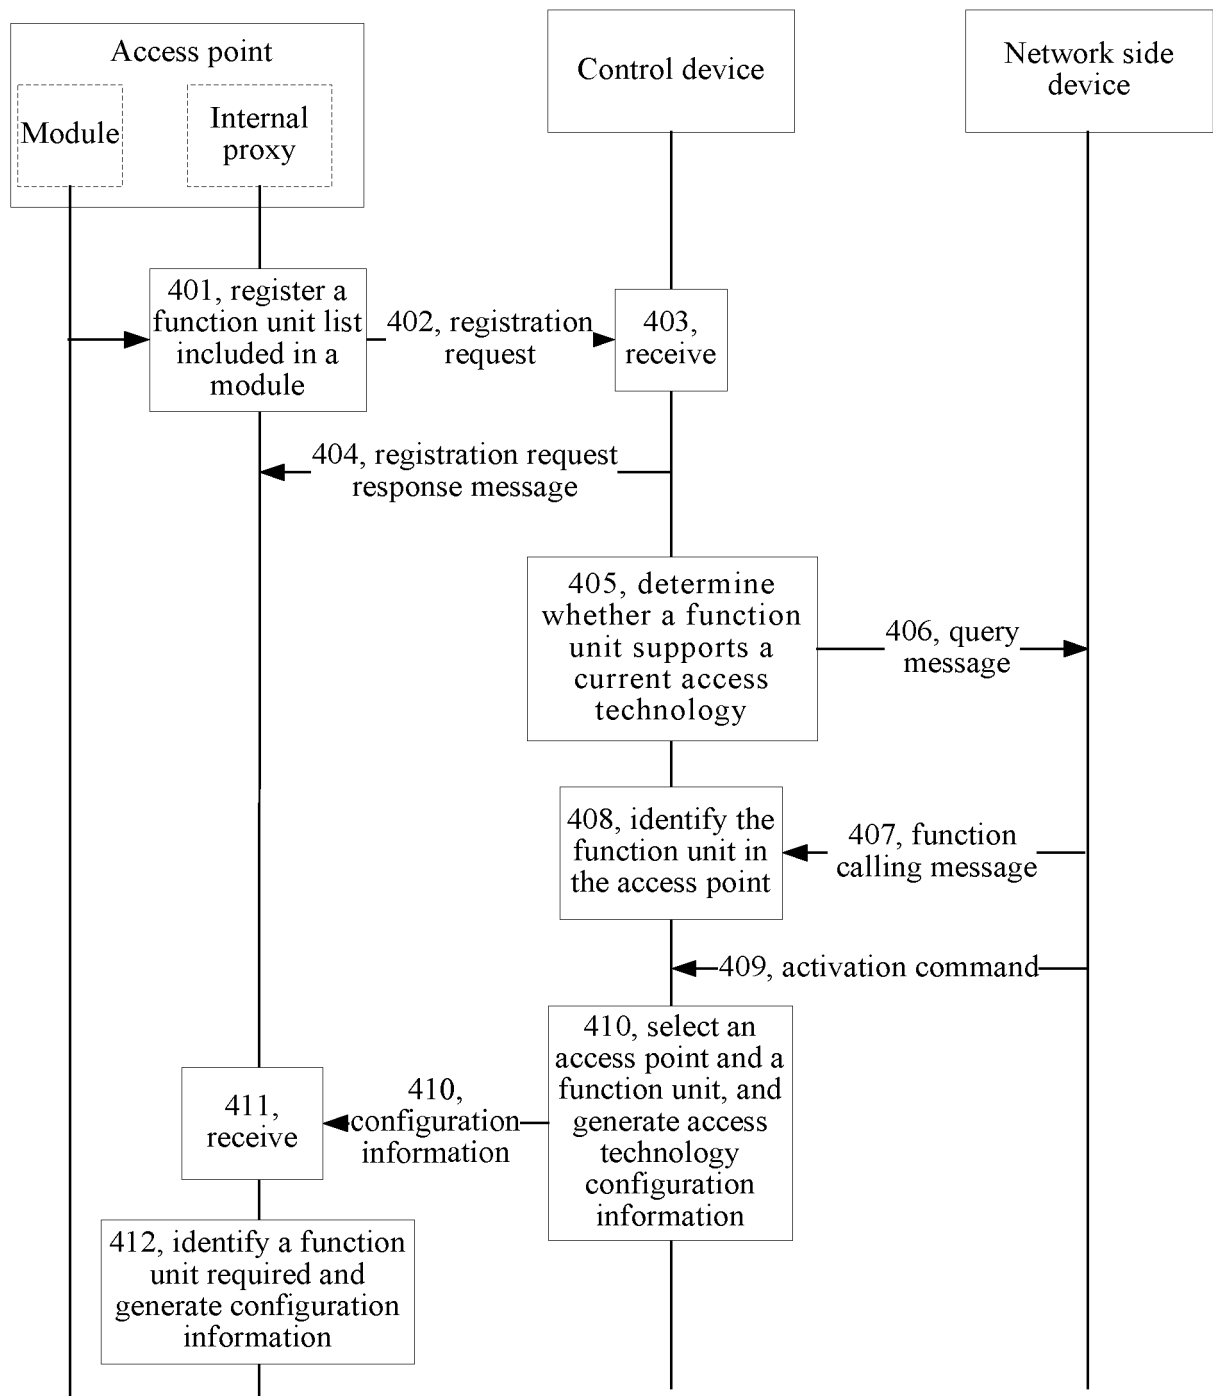 Access point
Module
Internal
proxy
Control device
Network side
device
401, register a
function unit list
included in a
module
402, registration
request
403,
receive
404, registration request
response message
405, determine
whether a function
unit supports a
current access
technology
406, query
message
408, identify the
function unit in
the access point
407, function
calling message
409, activation command
410, select an
access point and a
function unit, and
generate access
technology
configuration
information
410,
configuration
information
411,
receive
412, identify a function
unit required and
generate configuration
information